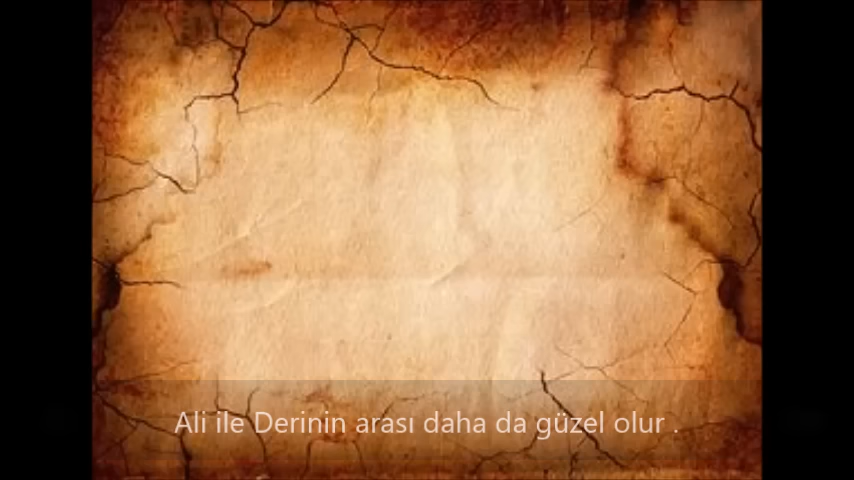 Ali ile Derinin arası daha da güzel olur .